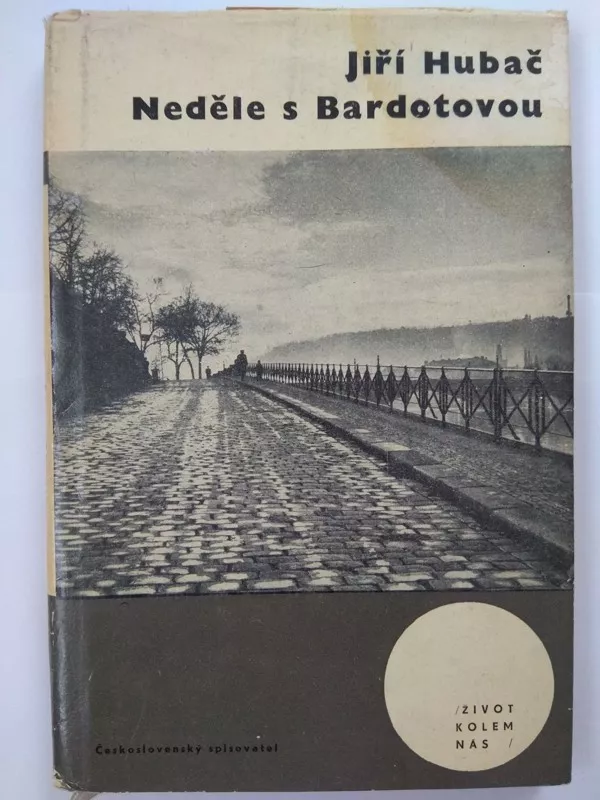 Jiří Hubač
Neděle s Bardotovou
/ŽIVOT
KOLEM
NÁS /
Československý spisovatel